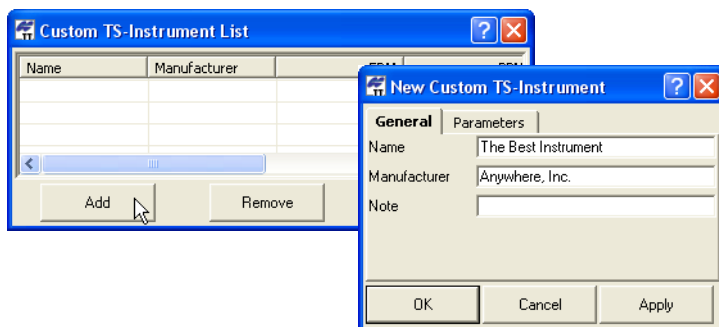 Custom TS-Instrument List
Name Manufacturer
Add Remove
New Custom TS-Instrument
General Parameters
Name The Best Instrument
Manufacturer Anywhere, Inc.
Note
OK Cancel Apply